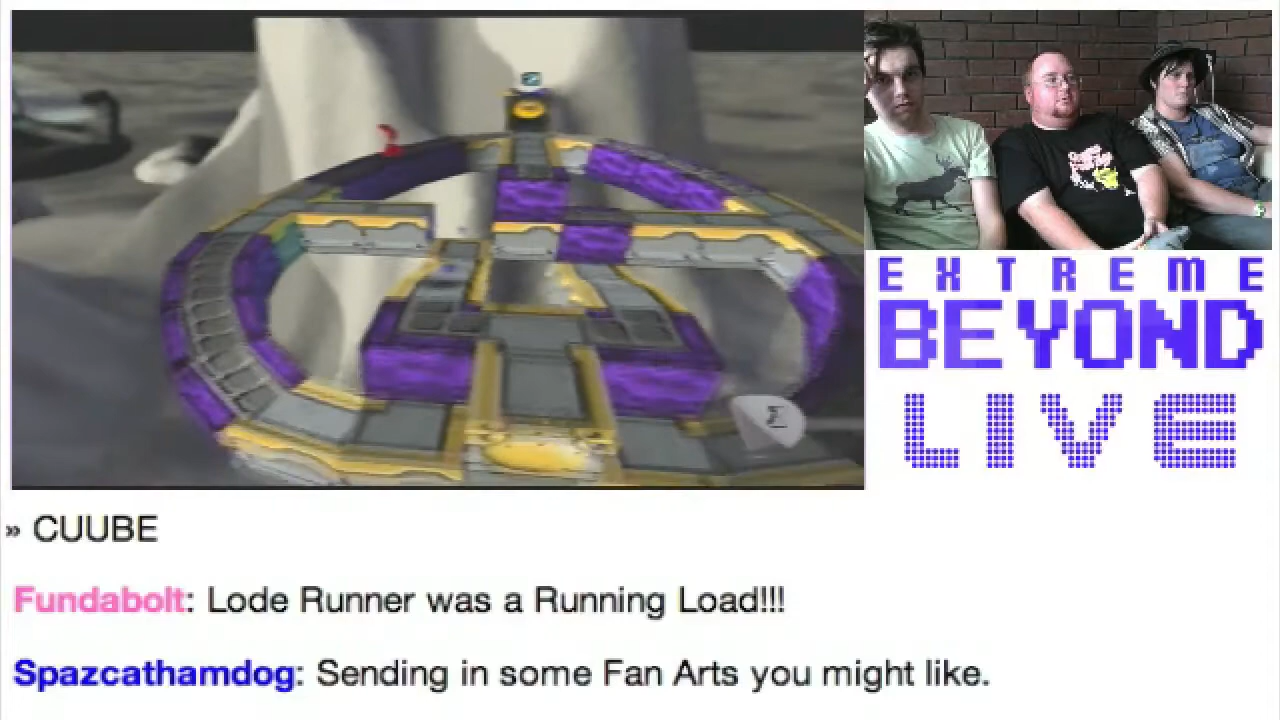 EXTREME
BEYOND
LIVE
» CUUBE
Fundabolt: Lode Runner was a Running Load!!!
Spazcathamdog: Sending in some Fan Arts you might like.